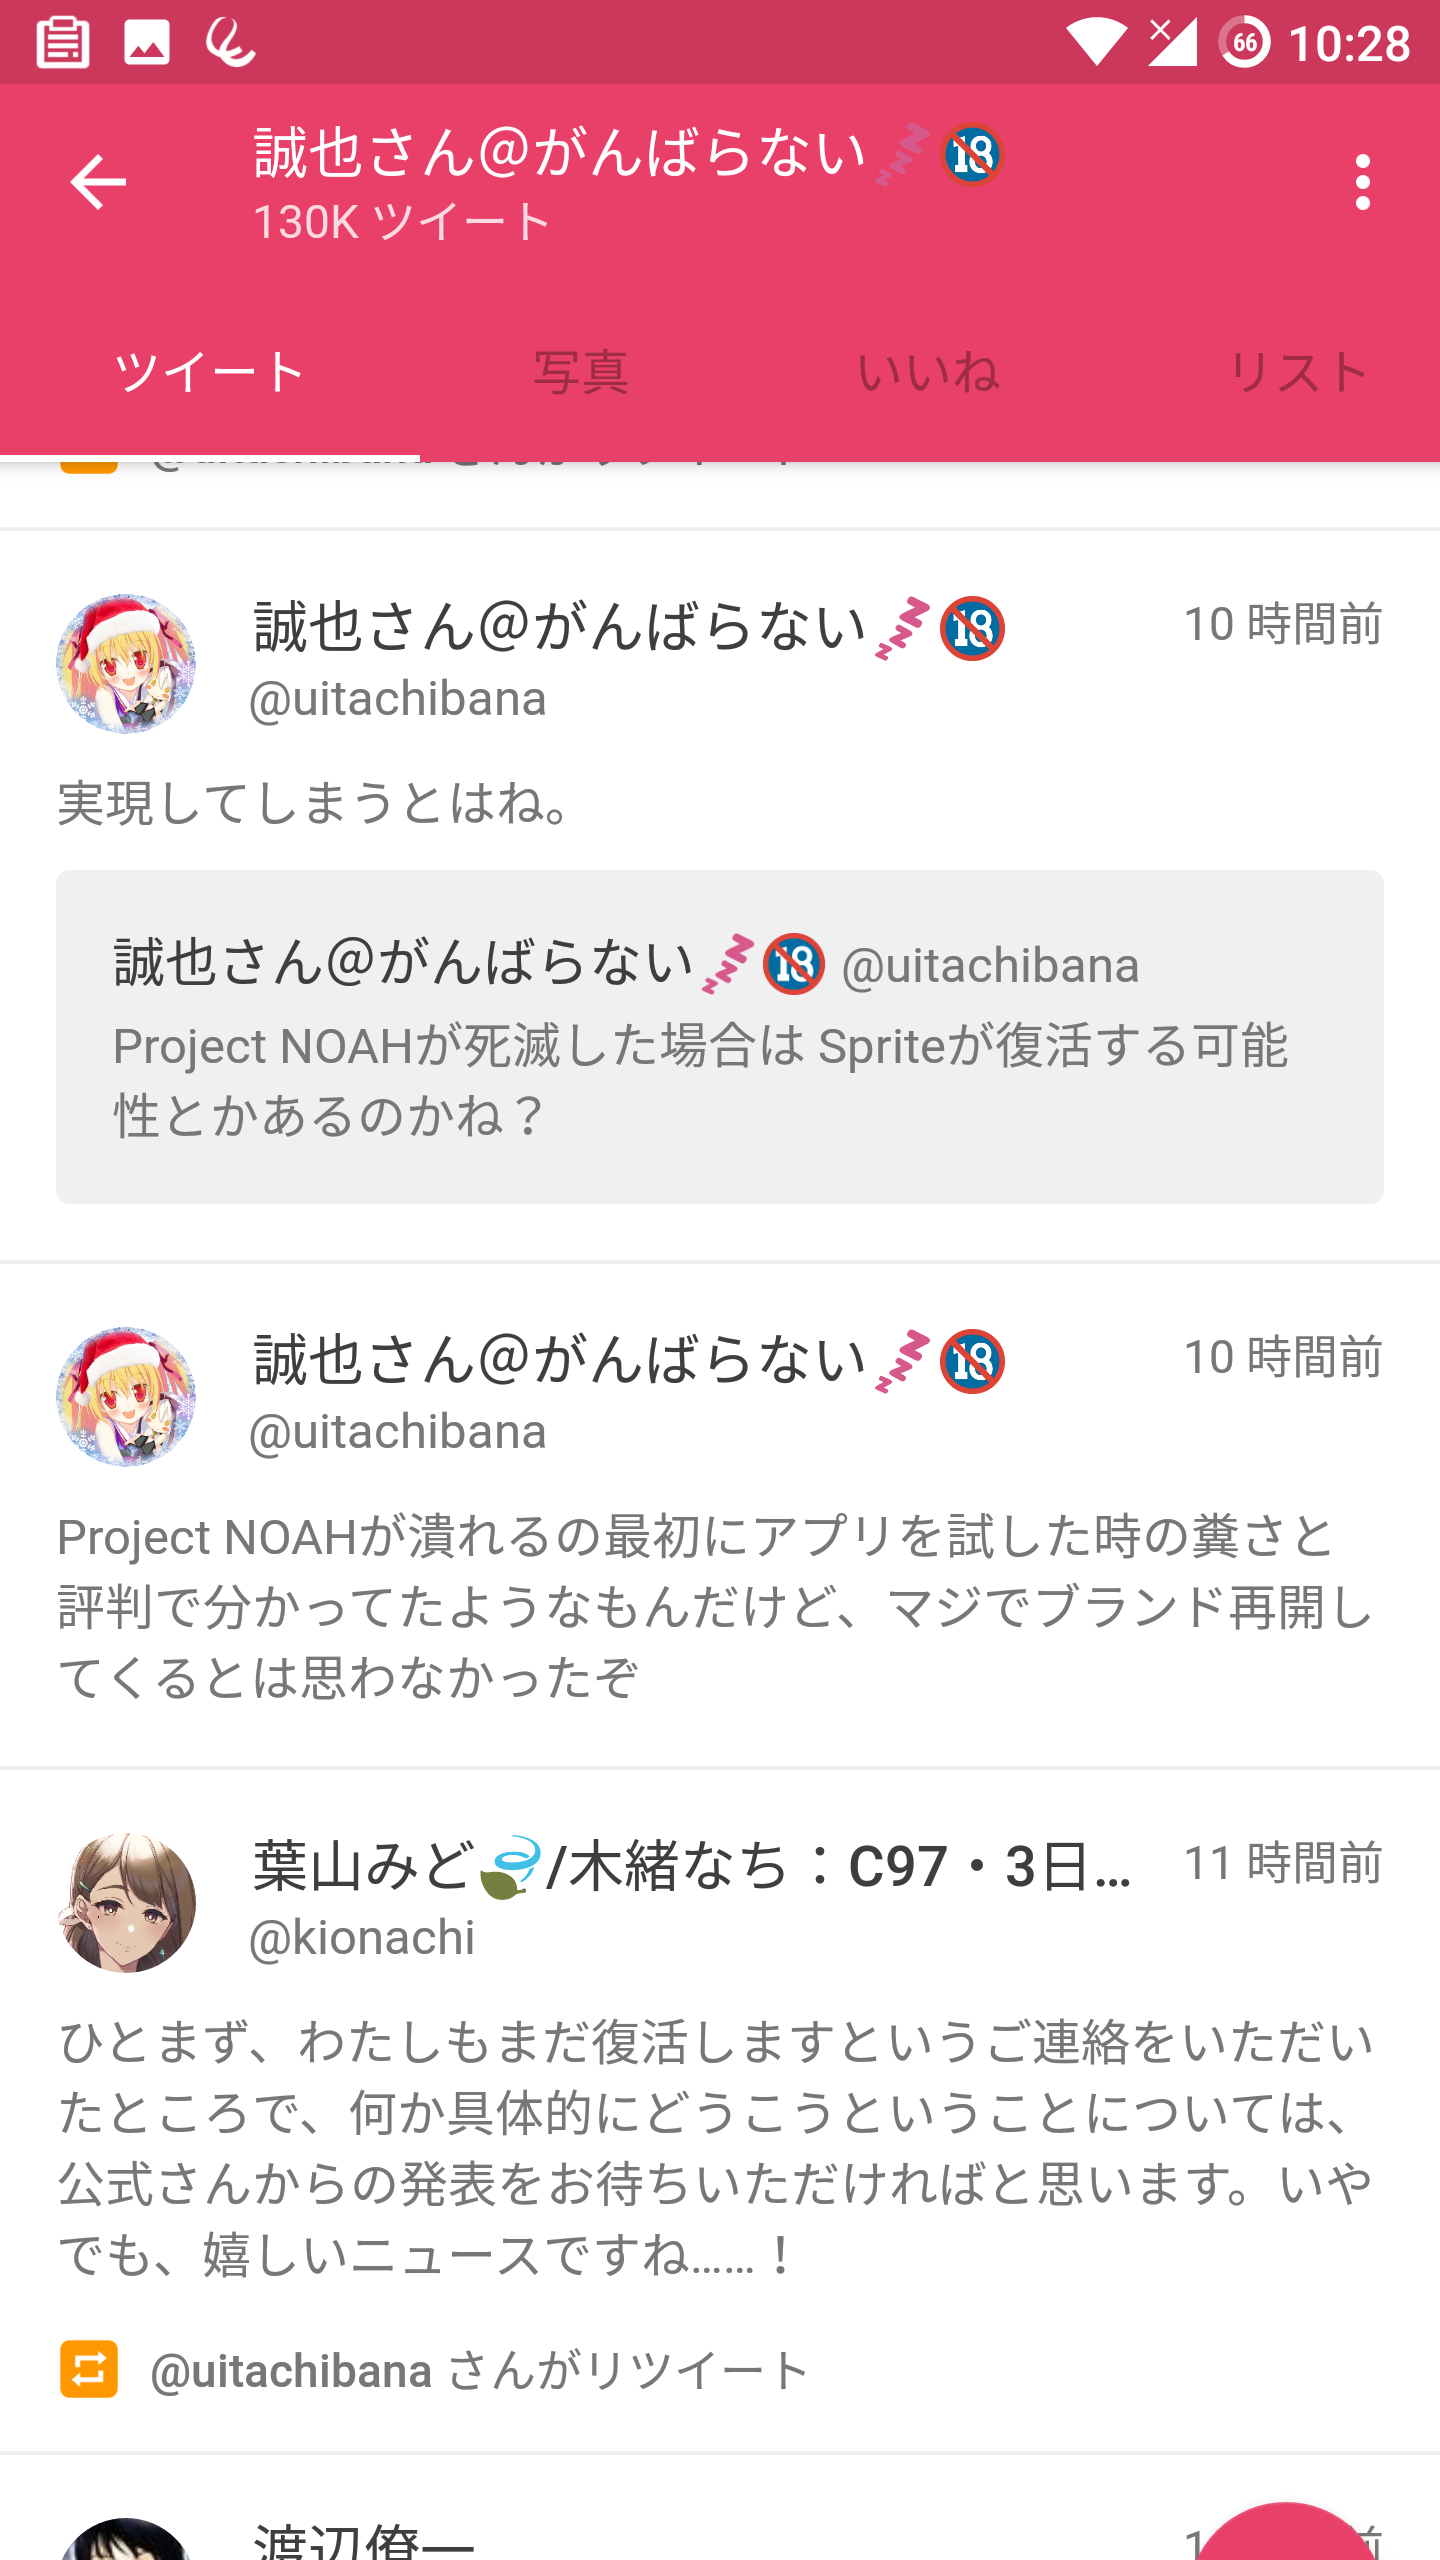 66 10:28
誠也さん@がんばらない💤🔞
130K ツイート
ツイート 写真 いいね リスト
誠也さん@がんばらない💤🔞 10 時間前
@uitachibana
実現してしまうとはね。
誠也さん@がんばらない💤🔞 @uitachibana
Project NOAHが死滅した場合は Spriteが復活する可能
性とかあるのかね？
誠也さん@がんばらない💤🔞 10 時間前
@uitachibana
Project NOAHが潰れるの最初にアプリを試した時の糞さと
評判で分かってたようなもんだけど、マジでブランド再開し
てくるとは思わなかったぞ
葉山みど🍃/木緒なち：C97・3日… 11 時間前
@kionachi
ひとまず、わたしもまだ復活しますというご連絡をいただい
たところで、何か具体的にどうこうということについては、
公式さんからの発表をお待ちいただければと思います。いや
でも、嬉しいニュースですね……！
@uitachibana さんがリツイート
渡辺僚一